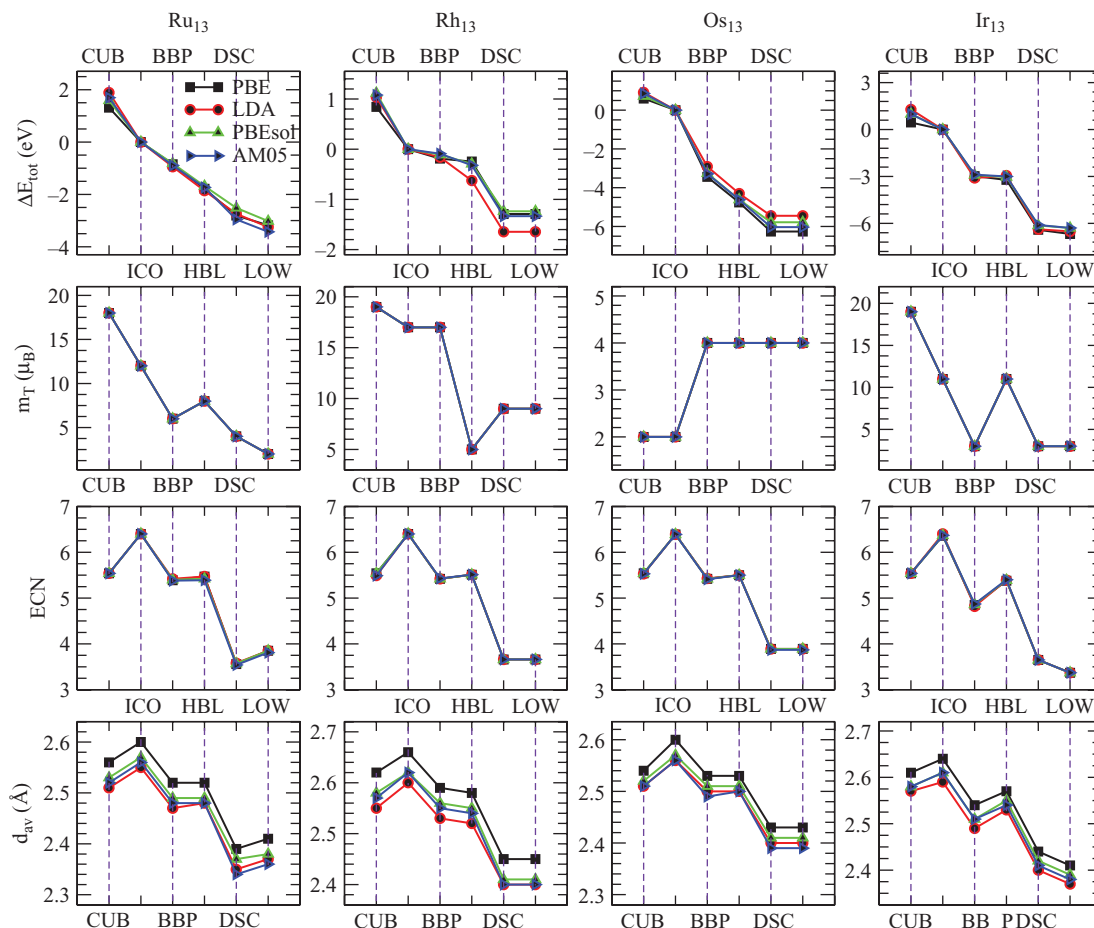 Ru13 Rh13 Os13 Ir13
CUB BBP DSC CUB BBP DSC CUB BBP DSC CUB BBP DSC
PBE
LDA
PBEsol
AM05
ΔEtot (eV)
2 0 −2 −4
1 0 −1 −2
0 −2 −4 −6
3 0 −3 −6
ICO HBL LOW ICO HBL LOW ICO HBL LOW ICO HBL LOW
mT (μB)
20 15 10 5
20 15 10 5
5 4 3 2
20 15 10 5
CUB BBP DSC CUB BBP DSC CUB BBP DSC CUB BBP DSC
ECN
7 6 5 4 3
7 6 5 4 3
7 6 5 4 3
7 6 5 4 3
ICO HBL LOW ICO HBL LOW ICO HBL LOW ICO HBL LOW
dav (Å)
2.6 2.5 2.4 2.3
2.7 2.6 2.5 2.4
2.6 2.5 2.4 2.3
2.7 2.6 2.5 2.4 2.3
CUB BBP DSC CUB BBP DSC CUB BBP DSC CUB BB P DSC